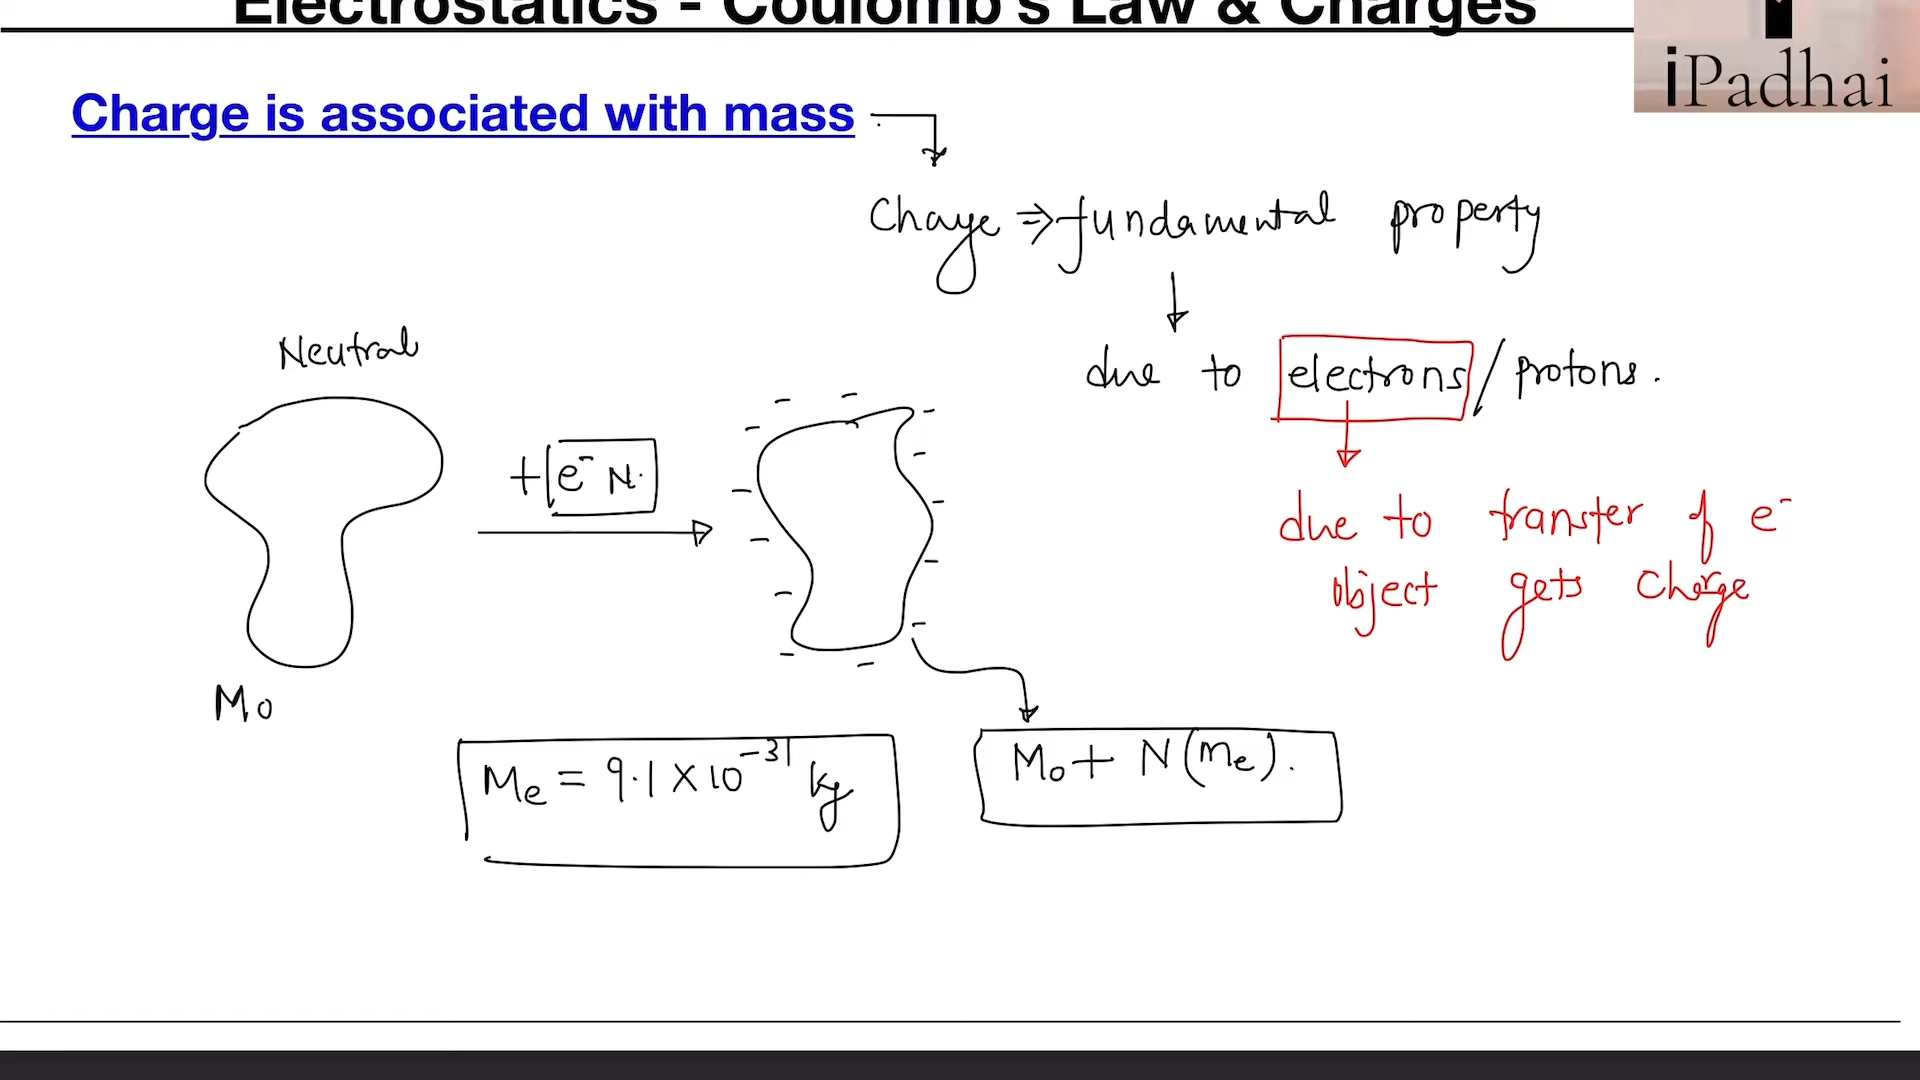 Electrostatics - Coulomb's Law & Charges
iPadhai
Charge is associated with mass
Charge ⇒ fundamental property
due to electrons / protons.
Neutral
+ e⁻ N.
due to transfer of e⁻
object gets charge
Mo
Me = 9.1 × 10⁻³¹ kg
Mo + N(me).